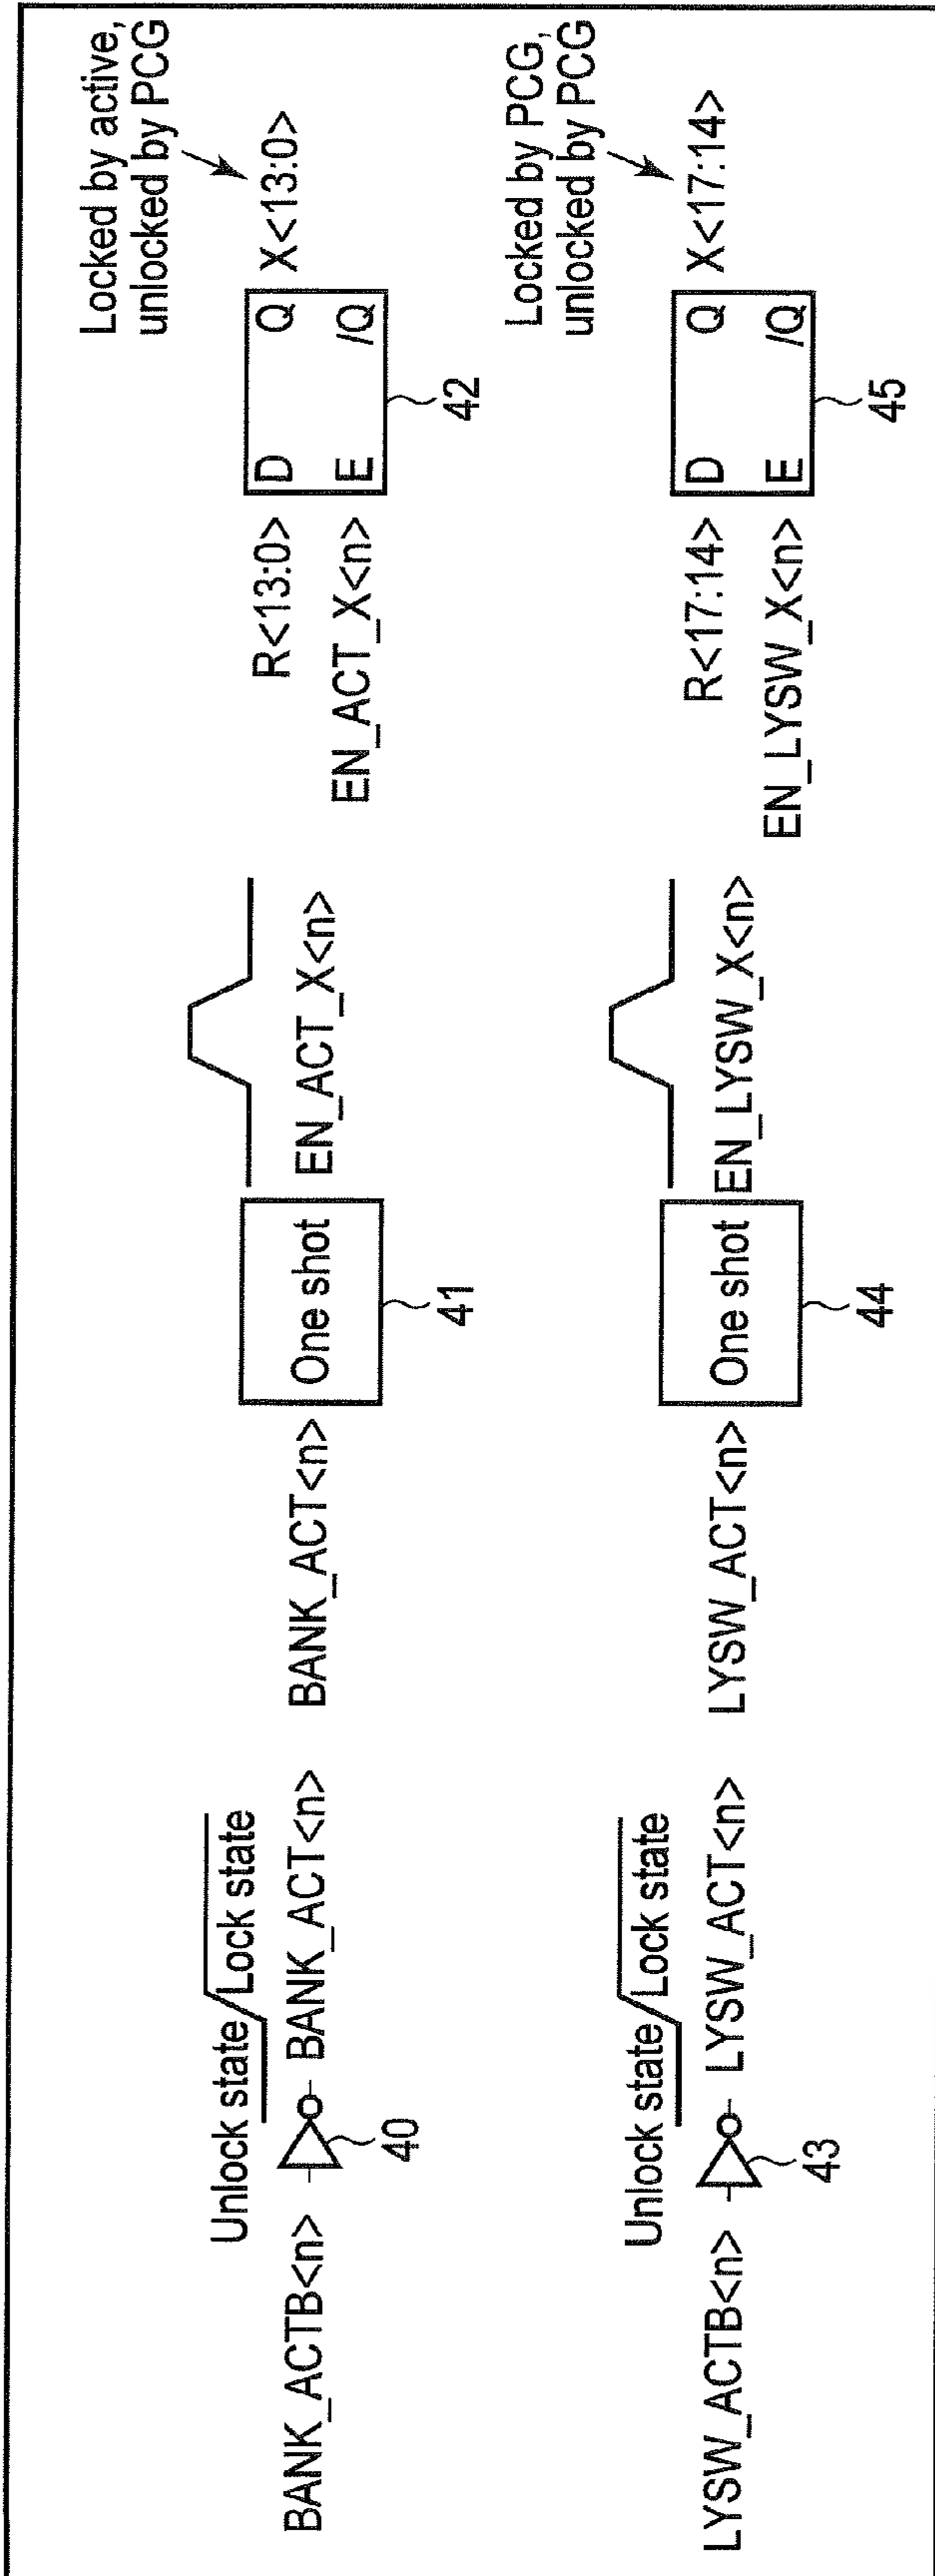 BANK_ACTB<n>
40
Unlock state
Lock state
BANK_ACT<n>
BANK_ACT<n>
One shot
41
EN_ACT_X<n>
R<13:0>
EN_ACT_X<n>
D
Q
E
/Q
42
X<13:0>
Locked by active,
unlocked by PCG
LYSW_ACTB<n>
43
Unlock state
Lock state
LYSW_ACT<n>
LYSW_ACT<n>
One shot
44
EN_LYSW_X<n>
R<17:14>
EN_LYSW_X<n>
D
Q
E
/Q
45
X<17:14>
Locked by PCG,
unlocked by PCG